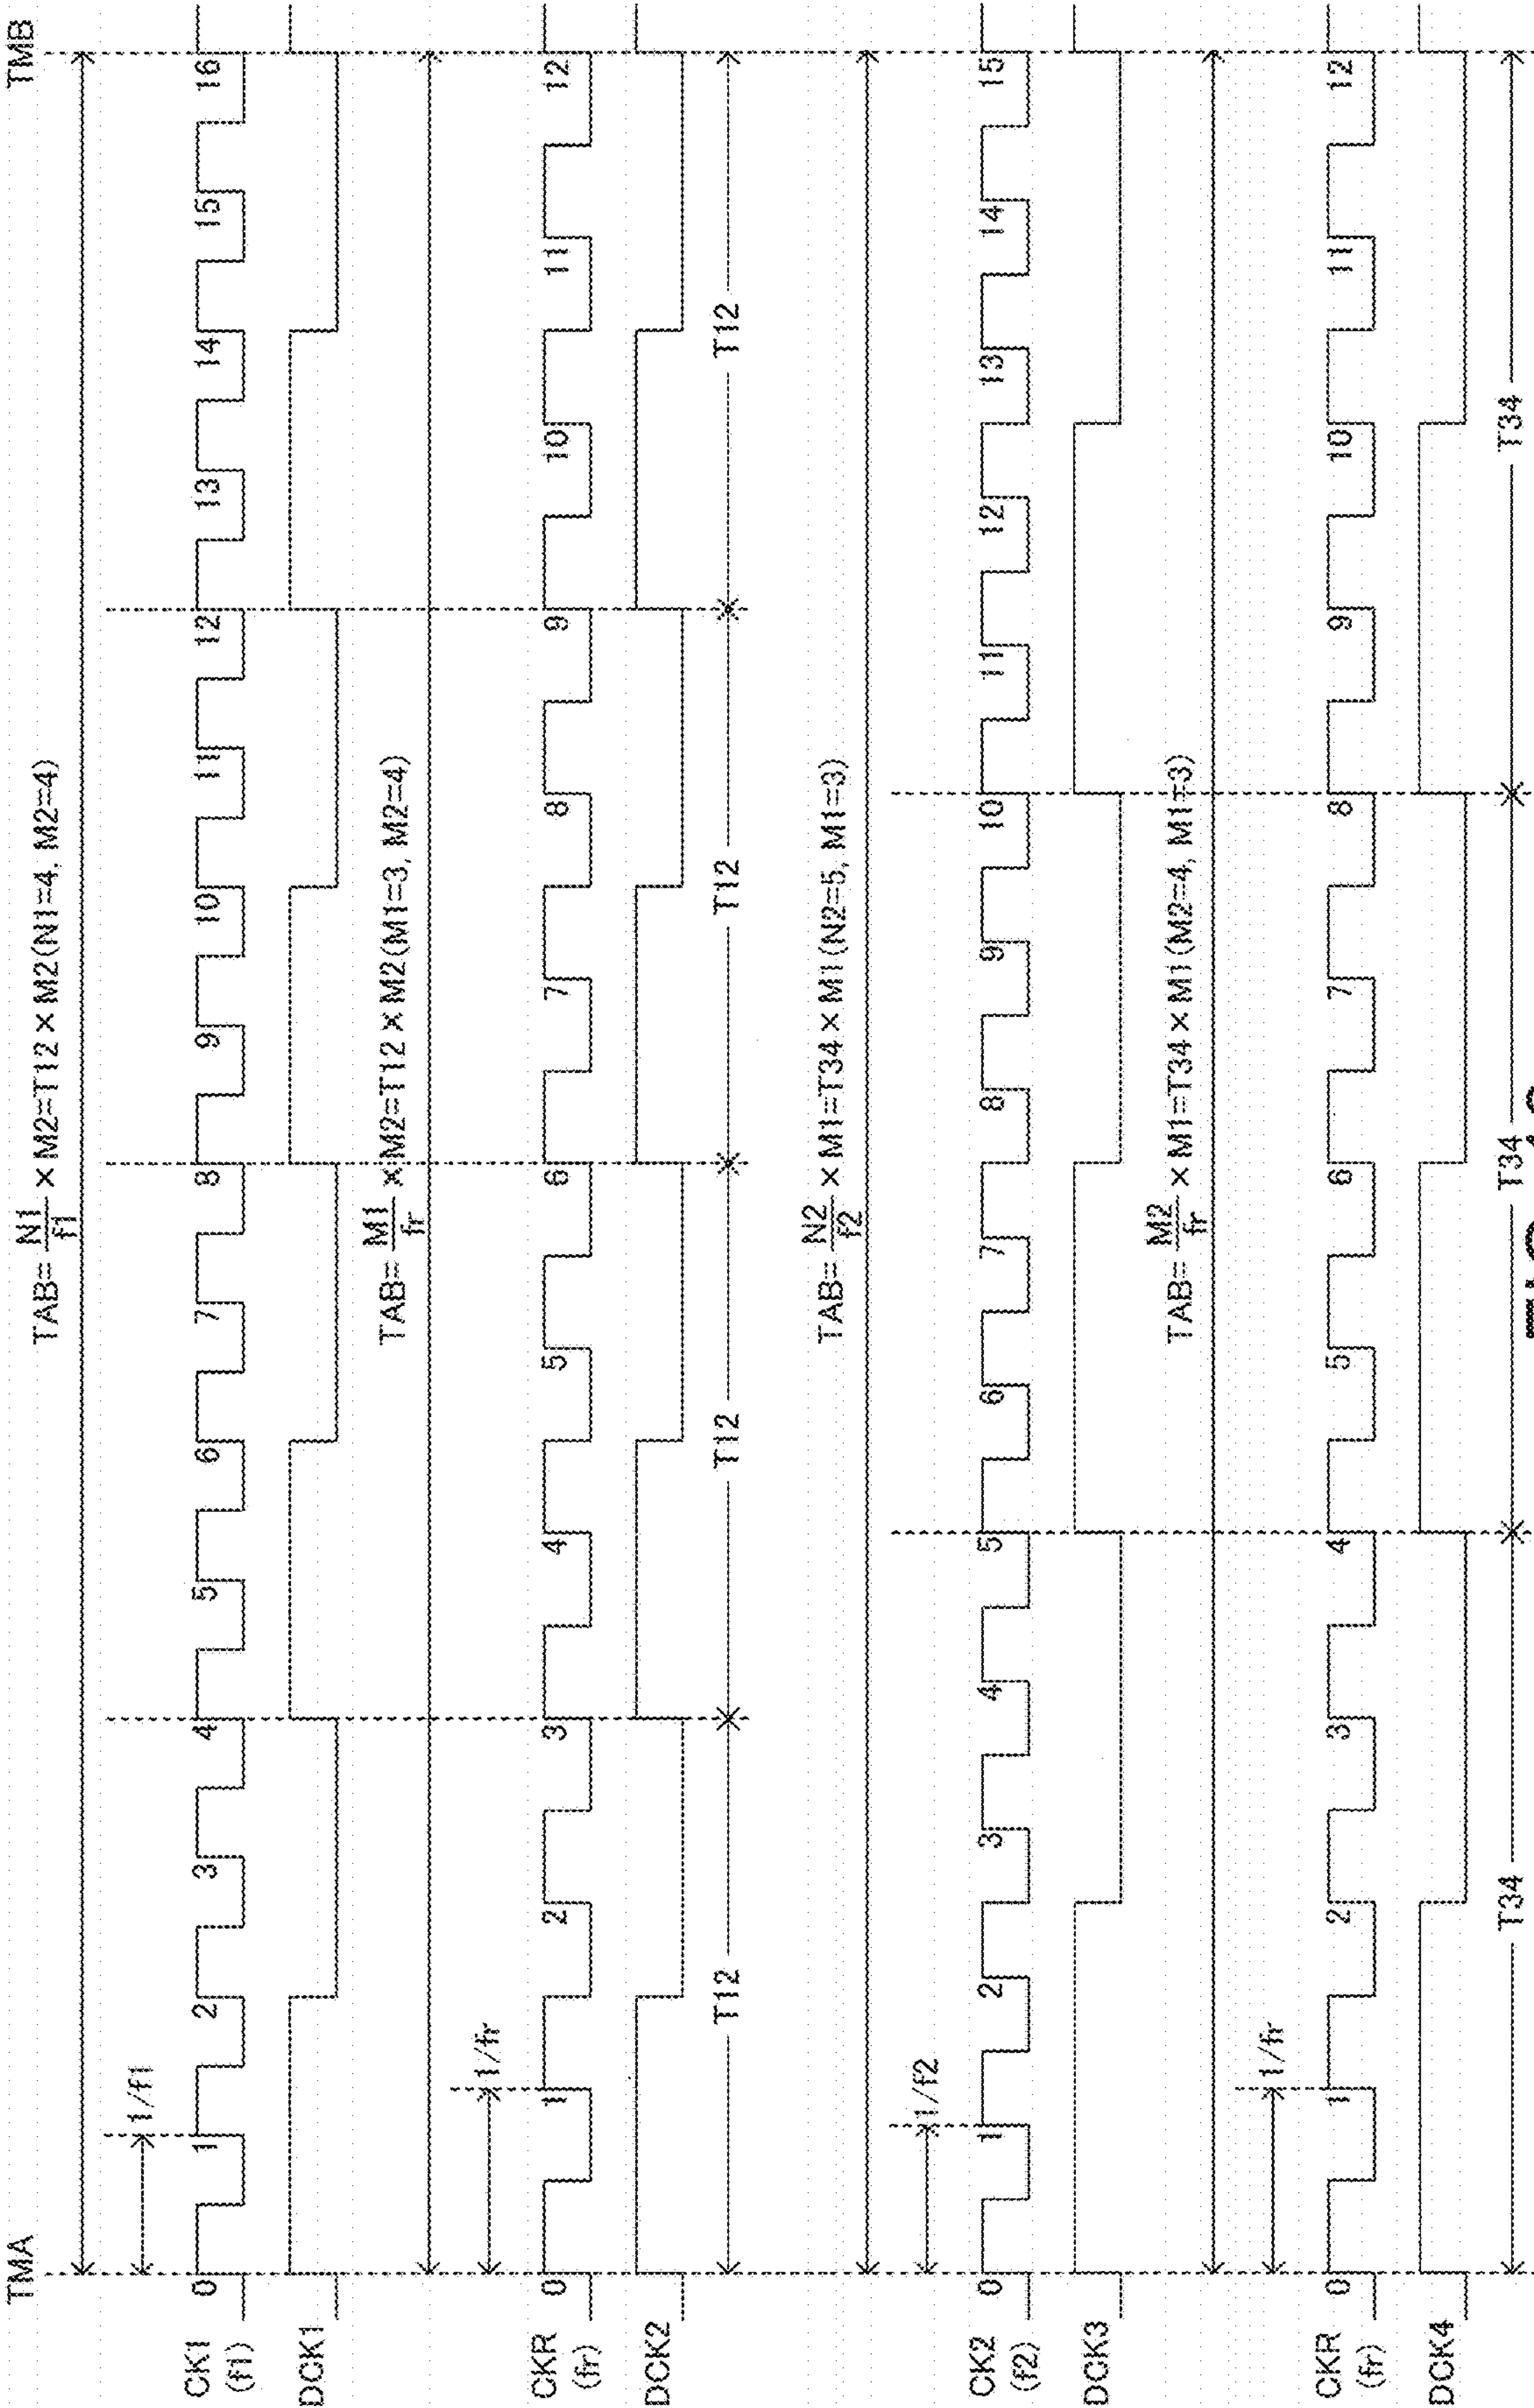 TMA TMB
TAB= N1/f1 ×M2=T12×M2(N1=4, M2=4)
1/f1
CK1 0 1 2 3 4 5 6 7 8 9 10 11 12 13 14 15 16
(f1)
DCK1
TAB= M1/fr ×M2=T12×M2(M1=3, M2=4)
1/fr
CKR 0 1 2 3 4 5 6 7 8 9 10 11 12
(fr)
DCK2
T12 T12 T12 T12
TAB= N2/f2 ×M1=T34×M1(N2=5, M1=3)
1/f2
CK2 0 1 2 3 4 5 6 7 8 9 10 11 12 13 14 15
(f2)
DCK3
TAB= M2/fr ×M1=T34×M1(M2=4, M1=3)
1/fr
CKR 0 1 2 3 4 5 6 7 8 9 10 11 12
(fr)
DCK4
T34 T34 T34